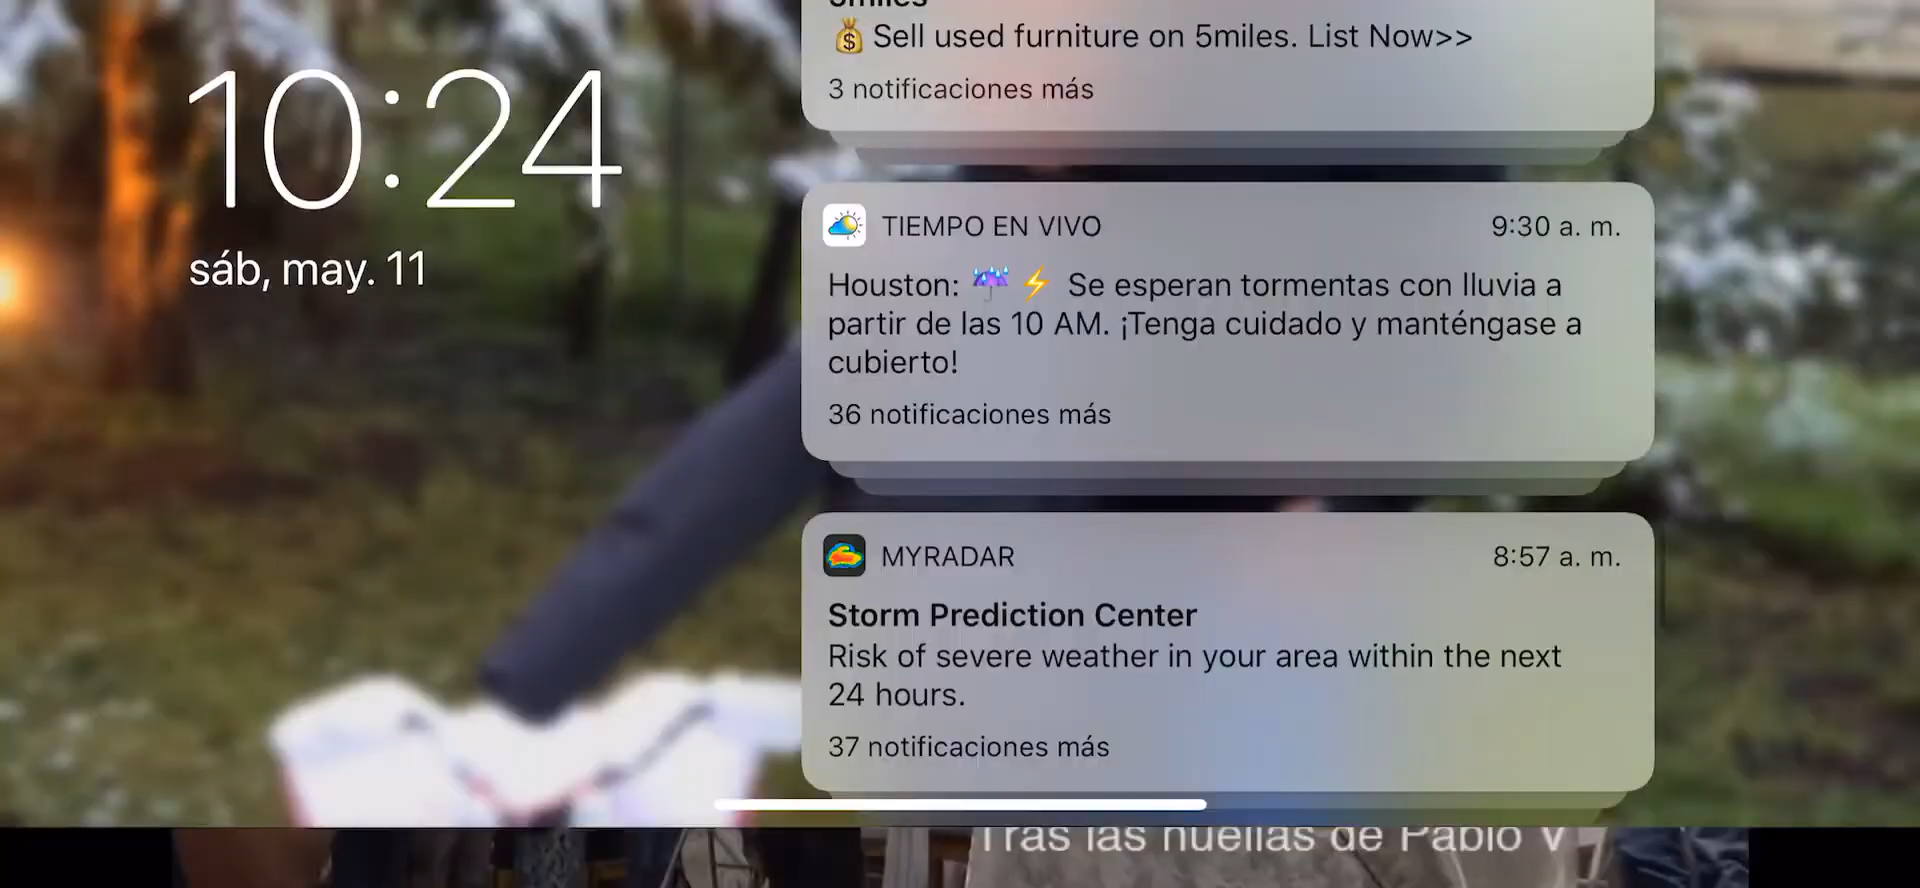 10:24
sáb, may. 11
5miles
💰 Sell used furniture on 5miles. List Now>>
3 notificaciones más
TIEMPO EN VIVO 9:30 a. m.
Houston: ☔⚡ Se esperan tormentas con lluvia a
partir de las 10 AM. ¡Tenga cuidado y manténgase a
cubierto!
36 notificaciones más
MYRADAR 8:57 a. m.
Storm Prediction Center
Risk of severe weather in your area within the next
24 hours.
37 notificaciones más
Tras las huellas de Pablo V